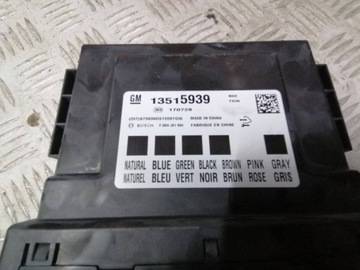 GM 13515939
170728
MADE IN CHINA
BOSCH FABRIQUE EN CHINE
NATURAL BLUE GREEN BLACK BROWN PINK GRAY
NATUREL BLEU VERT NOIR BRUN ROSE GRIS